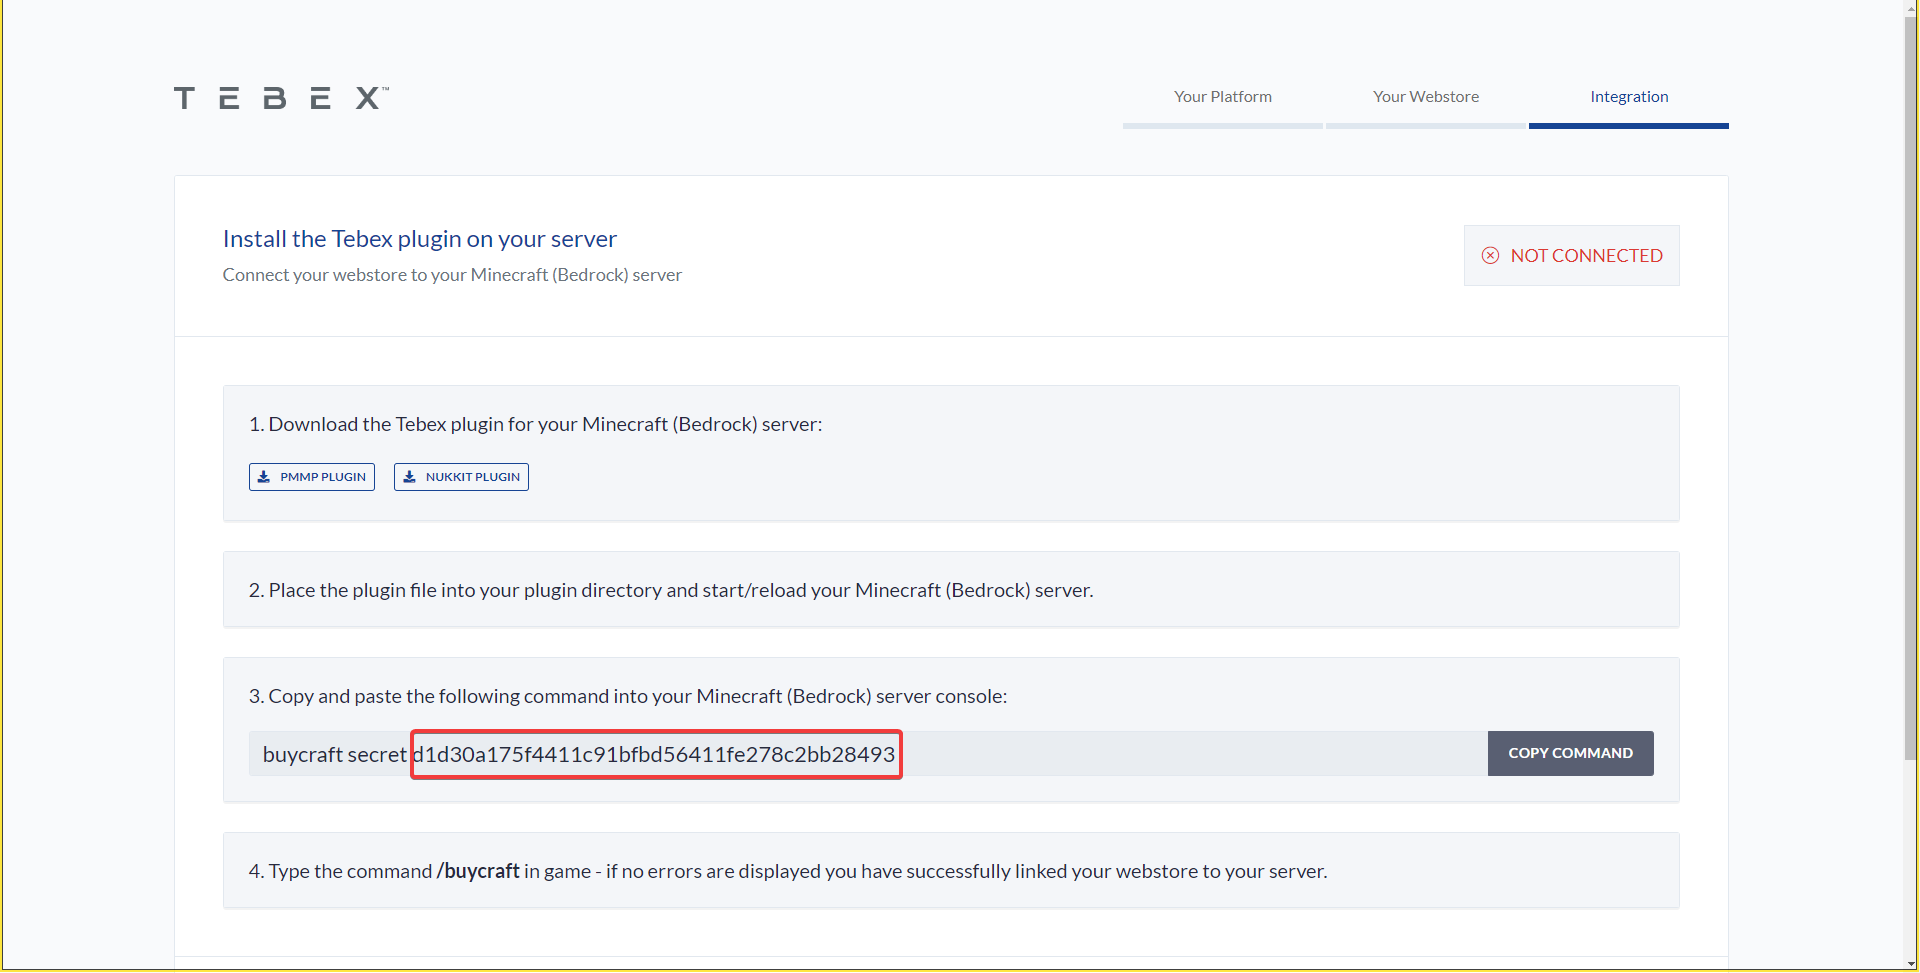 TEBEX™
Your Platform
Your Webstore
Integration
Install the Tebex plugin on your server
Connect your webstore to your Minecraft (Bedrock) server
NOT CONNECTED
1. Download the Tebex plugin for your Minecraft (Bedrock) server:
PMMP PLUGIN
NUKKIT PLUGIN
2. Place the plugin file into your plugin directory and start/reload your Minecraft (Bedrock) server.
3. Copy and paste the following command into your Minecraft (Bedrock) server console:
buycraft secret d1d30a175f4411c91bfbd56411fe278c2bb28493
COPY COMMAND
4. Type the command /buycraft in game - if no errors are displayed you have successfully linked your webstore to your server.